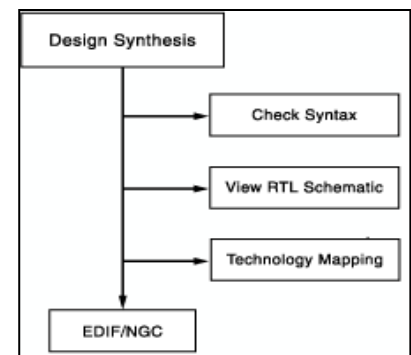 Design Synthesis
Check Syntax
View RTL Schematic
Technology Mapping
EDIF/NGC